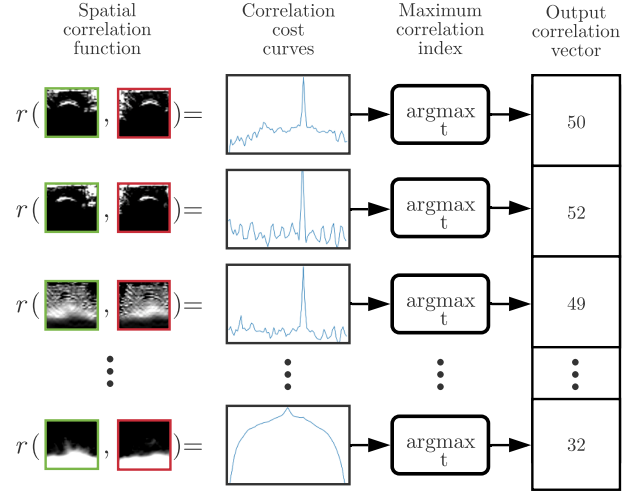 Spatial
correlation
function
Correlation
cost
curves
Maximum
correlation
index
Output
correlation
vector
r( , )=
argmax
t
50
r( , )=
argmax
t
52
r( , )=
argmax
t
49
r( , )=
argmax
t
32